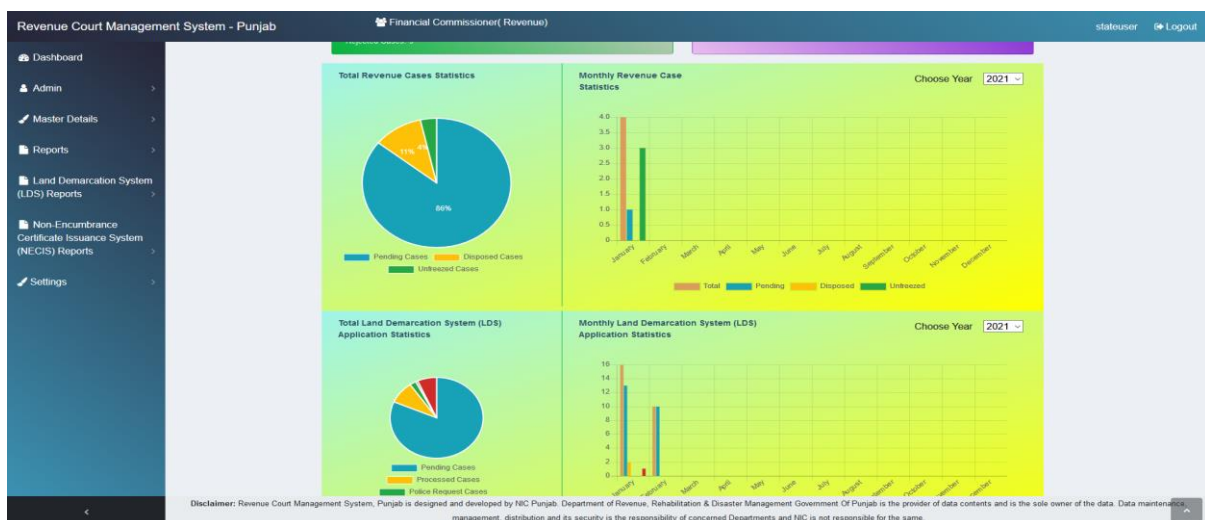 Revenue Court Management System - Punjab
Financial Commissioner( Revenue)
stateuser
Logout
Dashboard
Admin
Master Details
Reports
Land Demarcation System
(LDS) Reports
Non-Encumbrance
Certificate Issuance System
(NECIS) Reports
Settings
Total Revenue Cases Statistics
11%
4%
86%
Pending Cases
Disposed Cases
Unfreezed Cases
Monthly Revenue Case
Statistics
Choose Year 2021
4.0
3.5
3.0
2.5
2.0
1.5
1.0
0.5
0
January
February
March
April
May
June
July
August
September
October
November
December
Total
Pending
Disposed
Unfreezed
Total Land Demarcation System (LDS)
Application Statistics
Pending Cases
Processed Cases
Police Request Cases
Monthly Land Demarcation System (LDS)
Application Statistics
Choose Year 2021
16
14
12
10
8
6
4
2
0
January
February
March
April
May
June
July
August
September
October
November
December
Disclaimer: Revenue Court Management System, Punjab is designed and developed by NIC Punjab. Department of Revenue, Rehabilitation & Disaster Management Government Of Punjab is the provider of data contents and is the sole owner of the data. Data maintenance,
management, distribution and its security is the responsibility of concerned Departments and NIC is not responsible for the same.